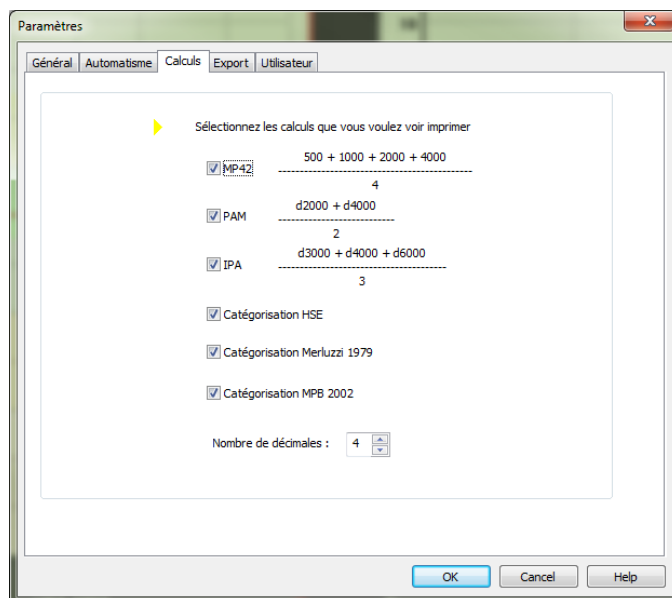 Paramètres
Général Automatisme Calculs Export Utilisateur
Sélectionnez les calculs que vous voulez voir imprimer
500 + 1000 + 2000 + 4000
MP42 ------------------------------------------------
4
d2000 + d4000
PAM -----------------------------
2
d3000 + d4000 + d6000
IPA ------------------------------------------
3
Catégorisation HSE
Catégorisation Merluzzi 1979
Catégorisation MPB 2002
Nombre de décimales : 4
OK Cancel Help